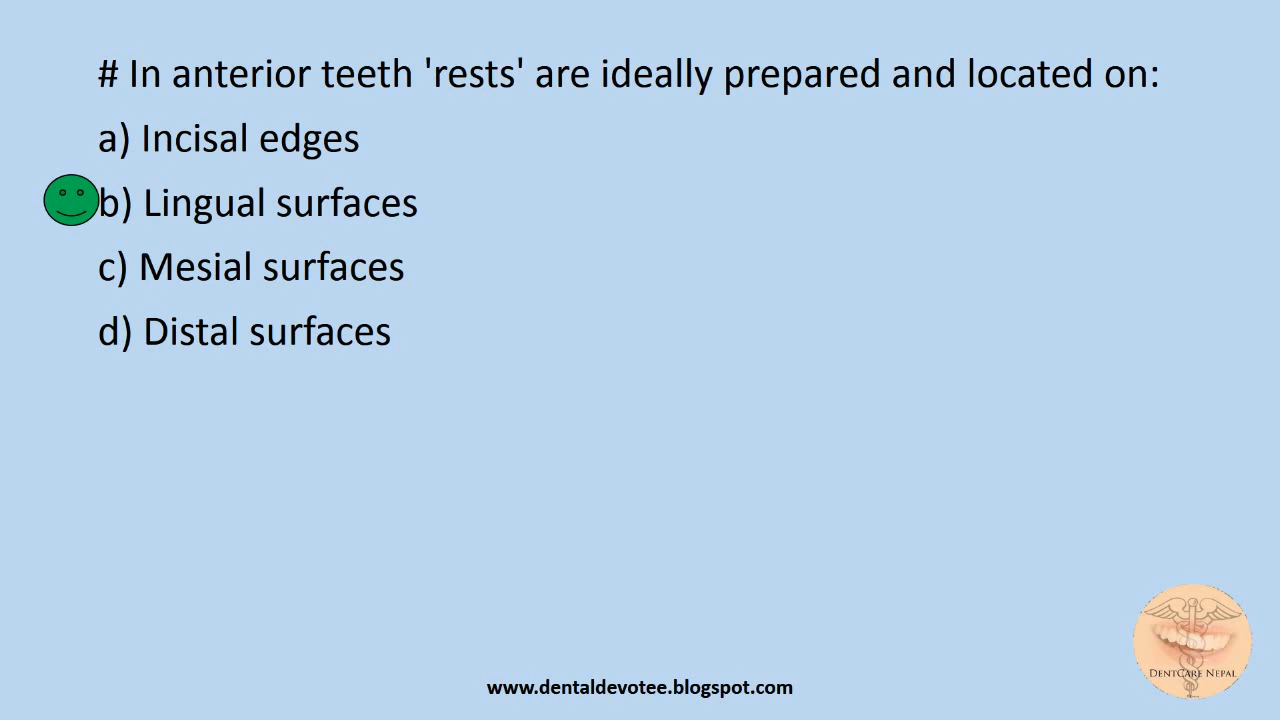 # In anterior teeth 'rests' are ideally prepared and located on:
a) Incisal edges
b) Lingual surfaces
c) Mesial surfaces
d) Distal surfaces
DentCare Nepal
www.dentaldevotee.blogspot.com